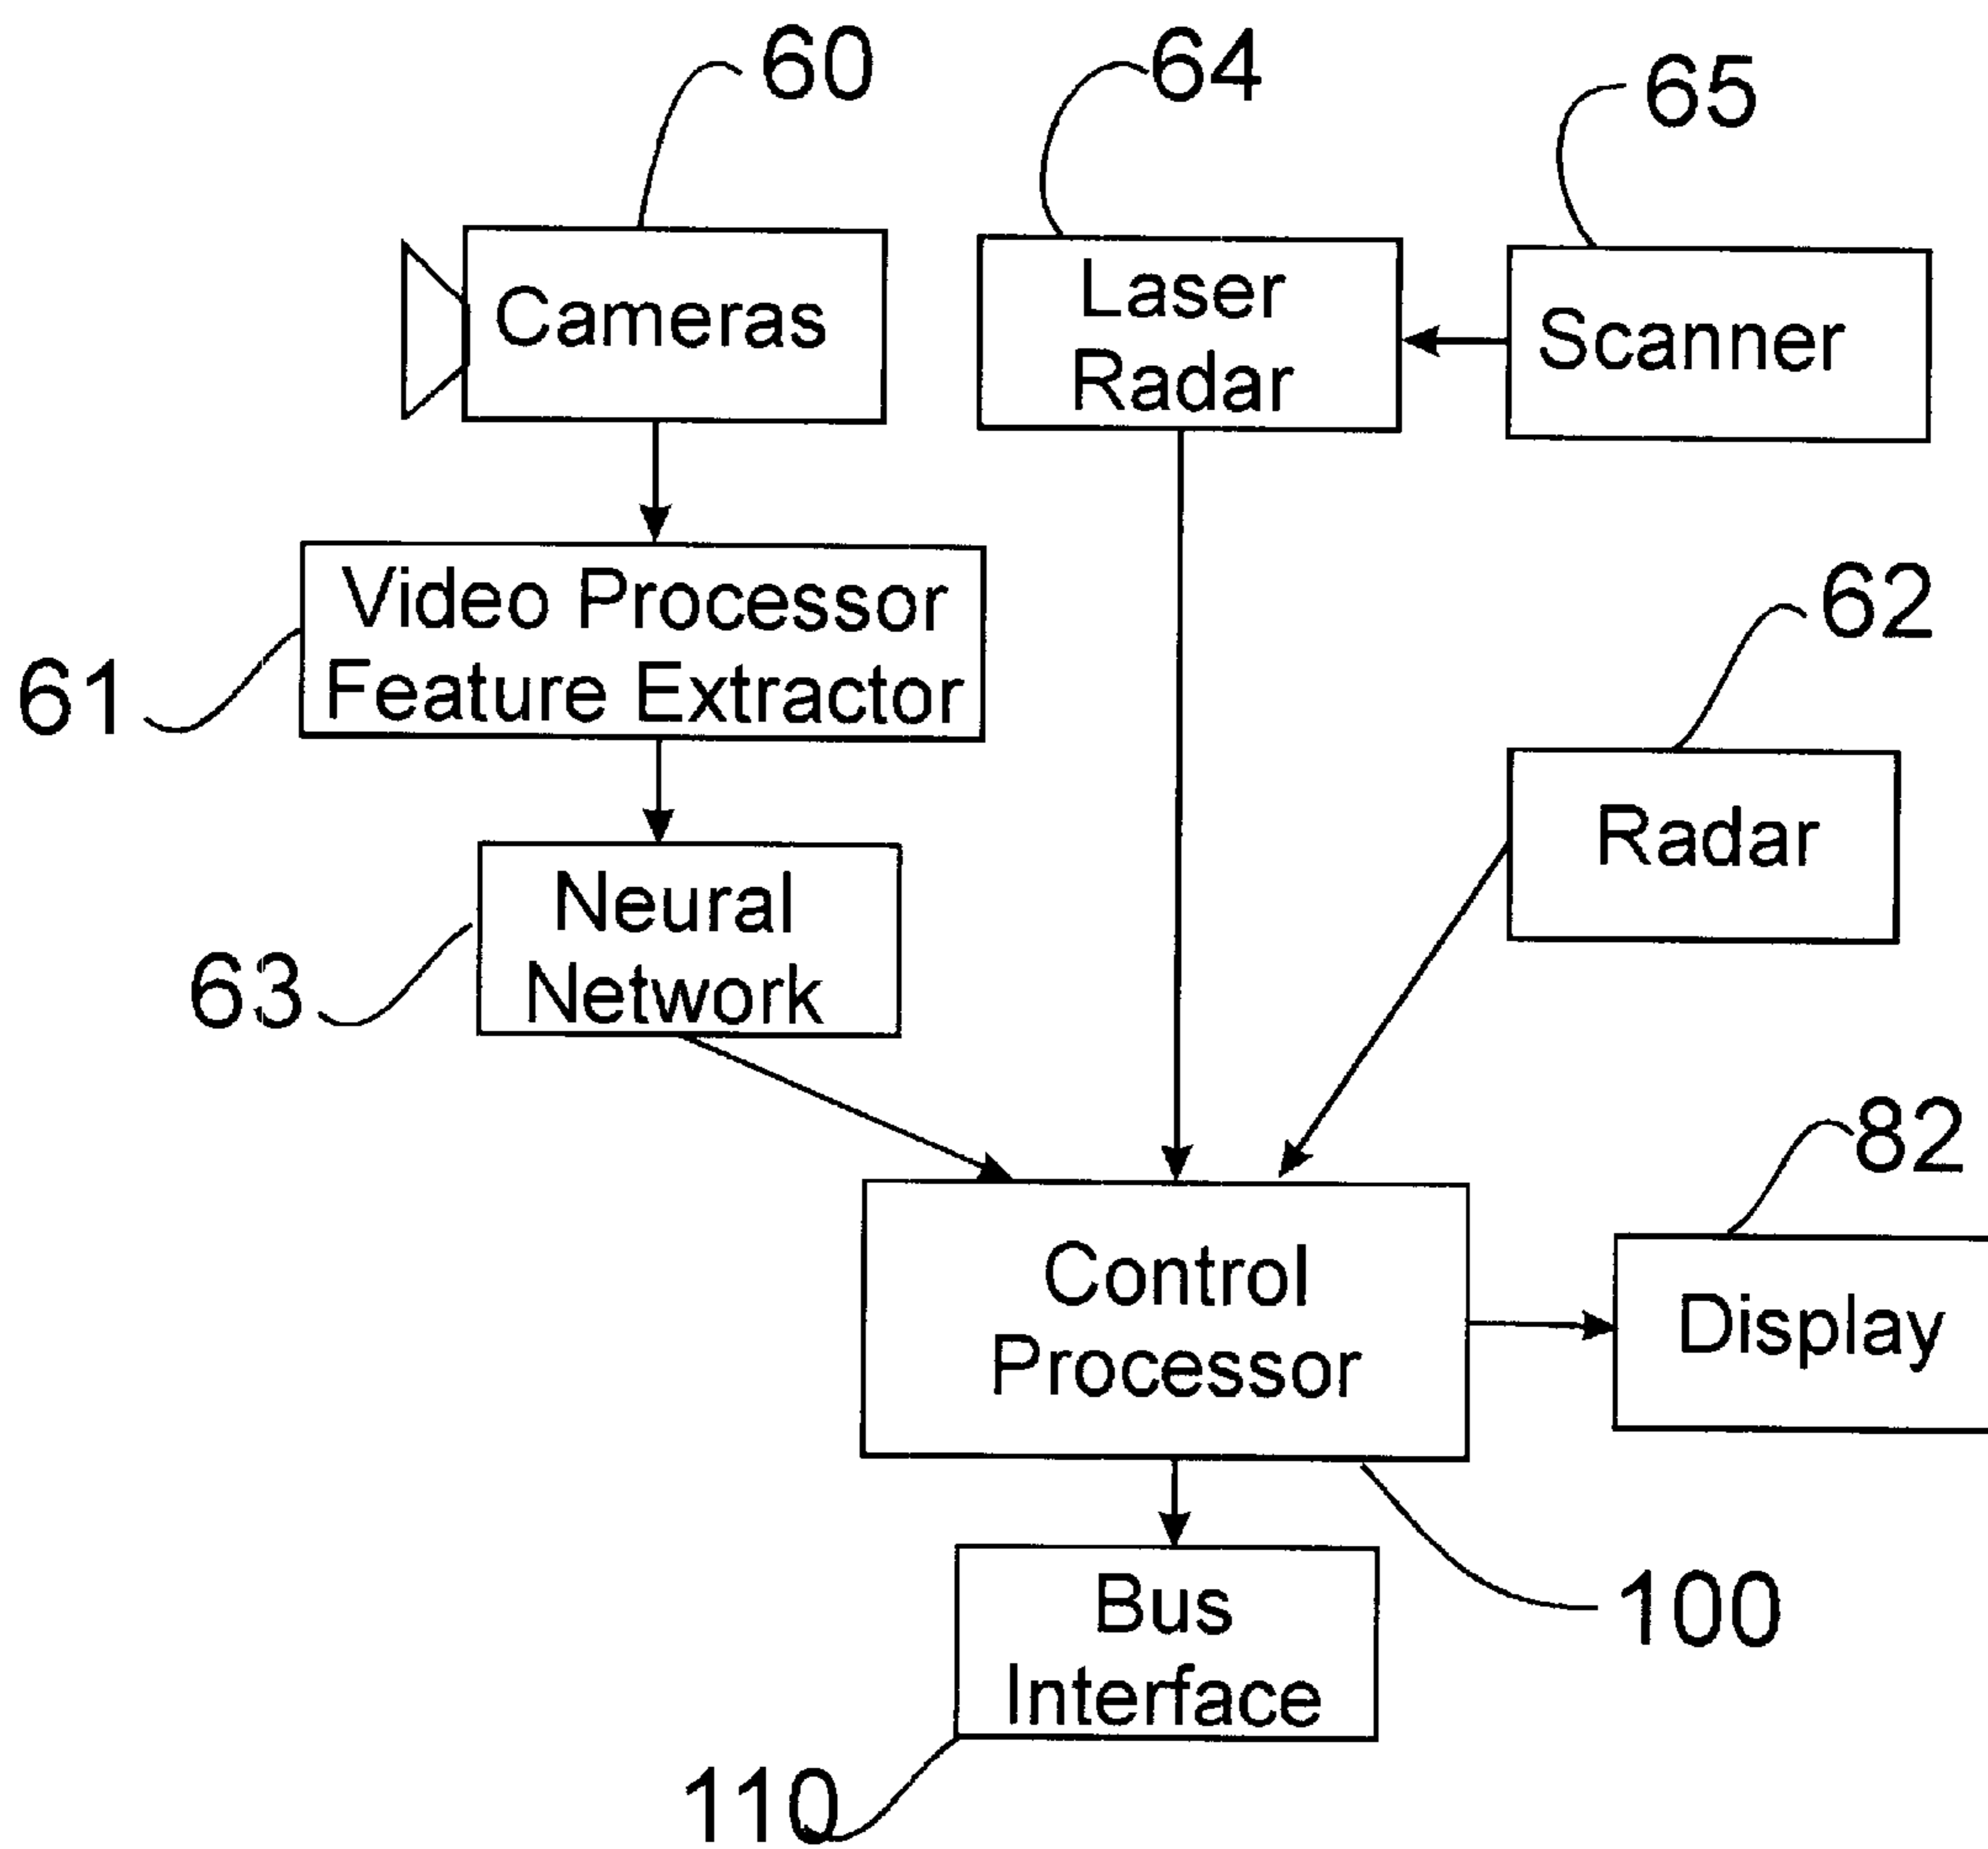 60
64
65
Cameras
Laser
Radar
Scanner
Video Processor
Feature Extractor
61
62
Radar
Neural
Network
63
82
Control
Processor
Display
100
Bus
Interface
110